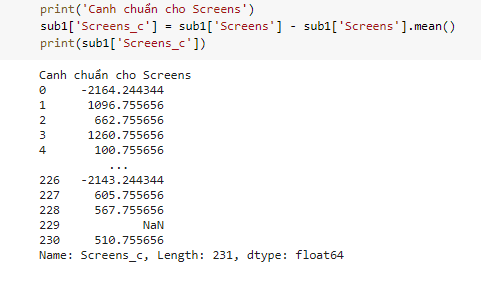 print('Canh chuẩn cho Screens')
sub1['Screens_c'] = sub1['Screens'] - sub1['Screens'].mean()
print(sub1['Screens_c'])
Canh chuẩn cho Screens
0     -2164.244344
1      1096.755656
2       662.755656
3      1260.755656
4       100.755656
          ...
226   -2143.244344
227     605.755656
228     567.755656
229            NaN
230     510.755656
Name: Screens_c, Length: 231, dtype: float64